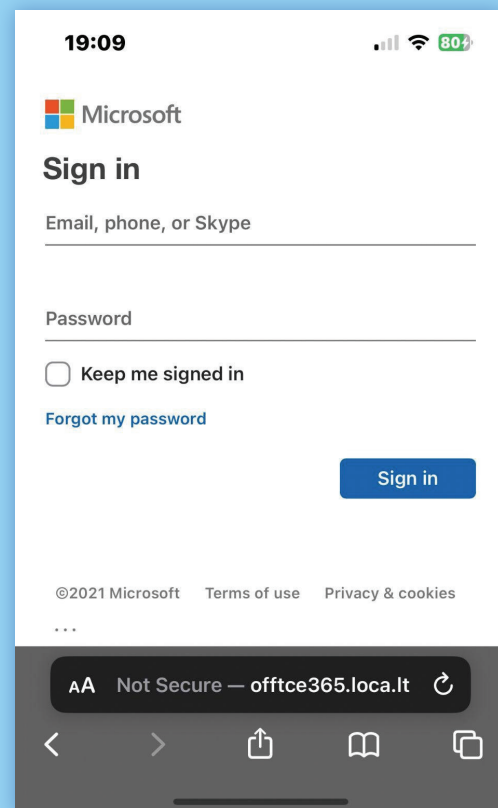 19:09
80
Microsoft
Sign in
Email, phone, or Skype
Password
Keep me signed in
Forgot my password
Sign in
©2021 Microsoft Terms of use Privacy & cookies
...
AA Not Secure — offtce365.loca.lt